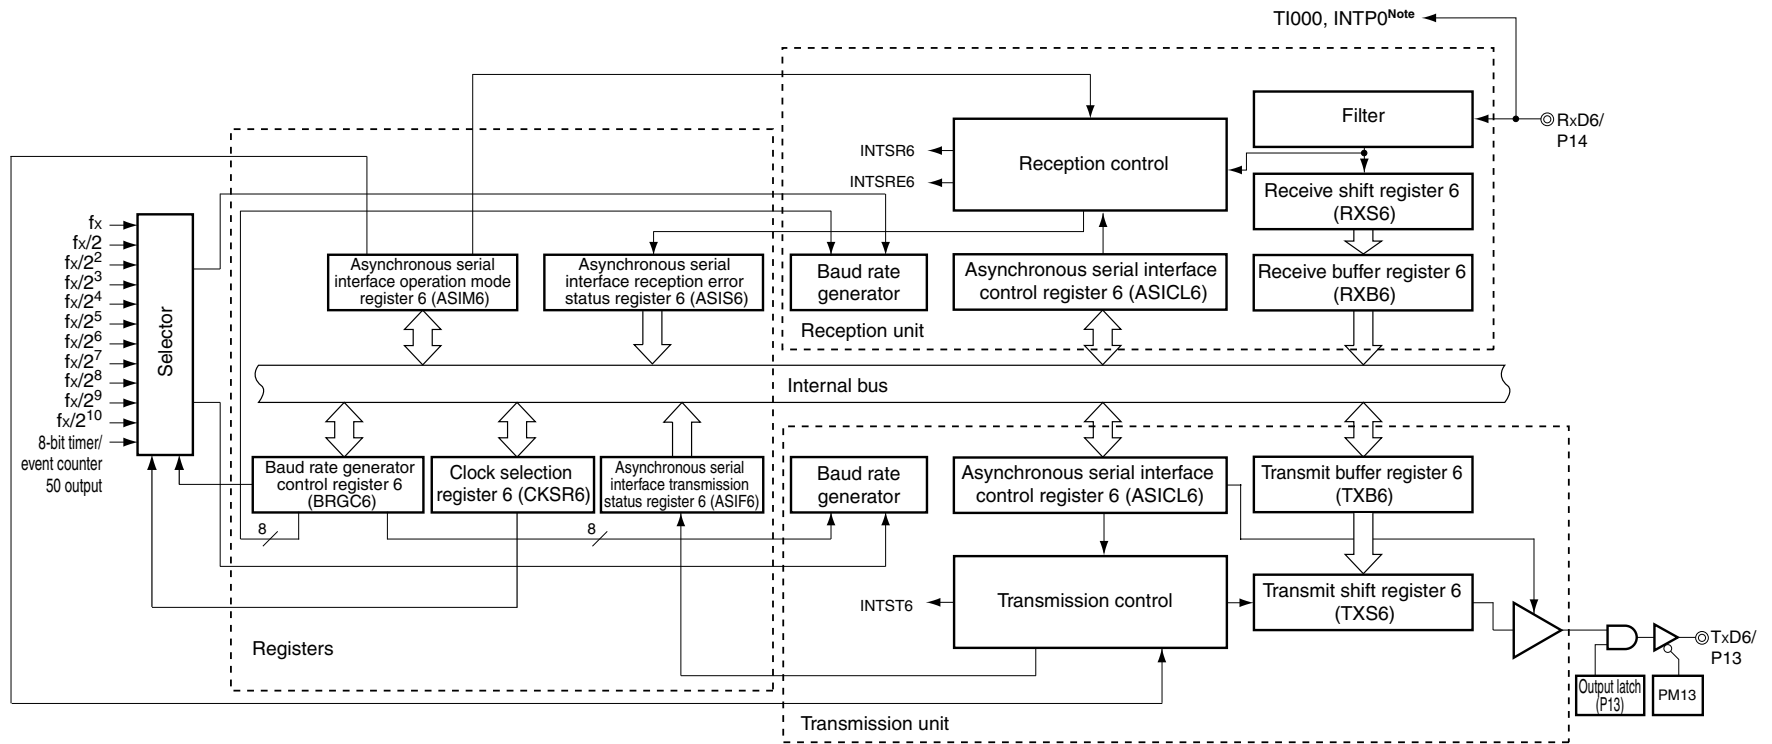 TI000, INTP0Note
Filter
RxD6/
P14
Reception control
INTSR6
INTSRE6
Receive shift register 6
(RXS6)
fX
fX/2
fX/2²
fX/2³
fX/2⁴
fX/2⁵
fX/2⁶
fX/2⁷
fX/2⁸
fX/2⁹
fX/2¹⁰
8-bit timer/
event counter
50 output
Selector
Asynchronous serial
interface operation mode
register 6 (ASIM6)
Asynchronous serial
interface reception error
status register 6 (ASIS6)
Baud rate
generator
Asynchronous serial interface
control register 6 (ASICL6)
Receive buffer register 6
(RXB6)
Reception unit
Internal bus
Baud rate generator
control register 6
(BRGC6)
Clock selection
register 6 (CKSR6)
Asynchronous serial
interface transmission
status register 6 (ASIF6)
Baud rate
generator
Asynchronous serial interface
control register 6 (ASICL6)
Transmit buffer register 6
(TXB6)
8
8
INTST6
Transmission control
Transmit shift register 6
(TXS6)
Registers
TxD6/
P13
Output latch
(P13)
PM13
Transmission unit